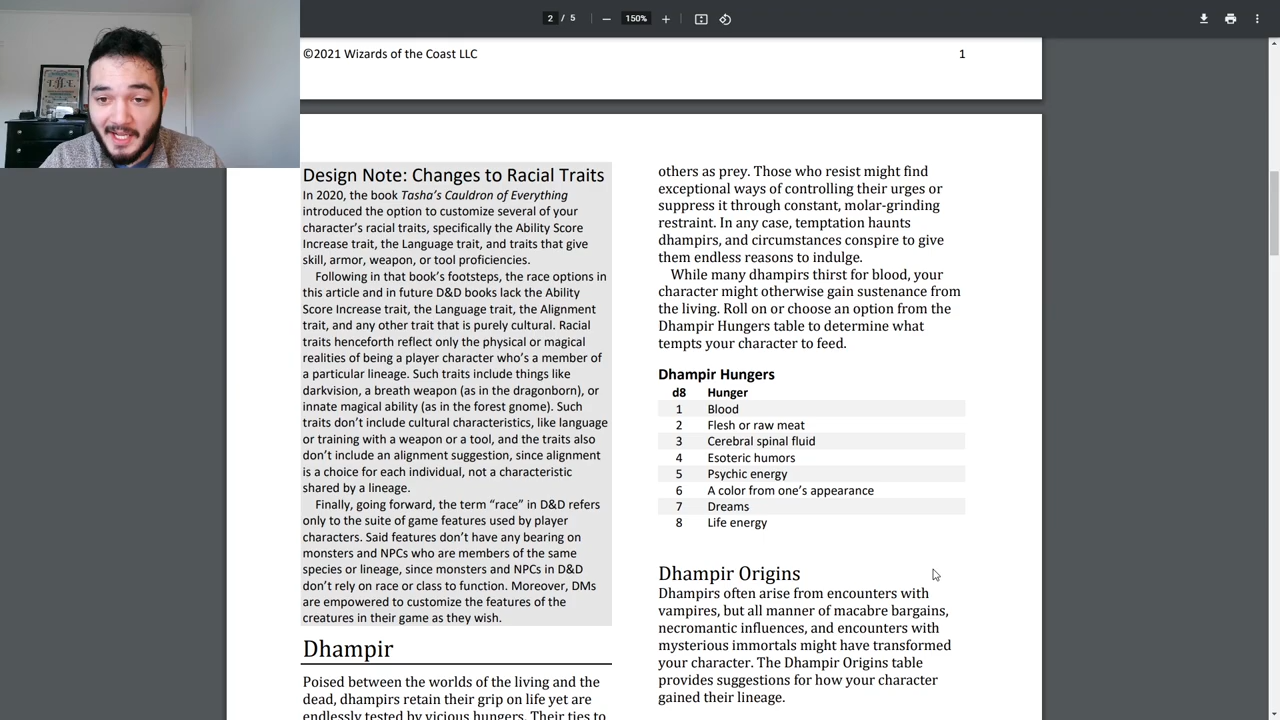 2 / 5
150%
©2021 Wizards of the Coast LLC
1
Design Note: Changes to Racial Traits
In 2020, the book Tasha's Cauldron of Everything
introduced the option to customize several of your
character's racial traits, specifically the Ability Score
Increase trait, the Language trait, and traits that give
skill, armor, weapon, or tool proficiencies.
Following in that book's footsteps, the race options in
this article and in future D&D books lack the Ability
Score Increase trait, the Language trait, the Alignment
trait, and any other trait that is purely cultural. Racial
traits henceforth reflect only the physical or magical
realities of being a player character who's a member of
a particular lineage. Such traits include things like
darkvision, a breath weapon (as in the dragonborn), or
innate magical ability (as in the forest gnome). Such
traits don't include cultural characteristics, like language
or training with a weapon or a tool, and the traits also
don't include an alignment suggestion, since alignment
is a choice for each individual, not a characteristic
shared by a lineage.
Finally, going forward, the term “race” in D&D refers
only to the suite of game features used by player
characters. Said features don't have any bearing on
monsters and NPCs who are members of the same
species or lineage, since monsters and NPCs in D&D
don't rely on race or class to function. Moreover, DMs
are empowered to customize the features of the
creatures in their game as they wish.
Dhampir
Poised between the worlds of the living and the
dead, dhampirs retain their grip on life yet are
endlessly tested by vicious hungers. Their ties to
others as prey. Those who resist might find
exceptional ways of controlling their urges or
suppress it through constant, molar-grinding
restraint. In any case, temptation haunts
dhampirs, and circumstances conspire to give
them endless reasons to indulge.
While many dhampirs thirst for blood, your
character might otherwise gain sustenance from
the living. Roll on or choose an option from the
Dhampir Hungers table to determine what
tempts your character to feed.
Dhampir Hungers
d8 Hunger
1 Blood
2 Flesh or raw meat
3 Cerebral spinal fluid
4 Esoteric humors
5 Psychic energy
6 A color from one's appearance
7 Dreams
8 Life energy
Dhampir Origins
Dhampirs often arise from encounters with
vampires, but all manner of macabre bargains,
necromantic influences, and encounters with
mysterious immortals might have transformed
your character. The Dhampir Origins table
provides suggestions for how your character
gained their lineage.